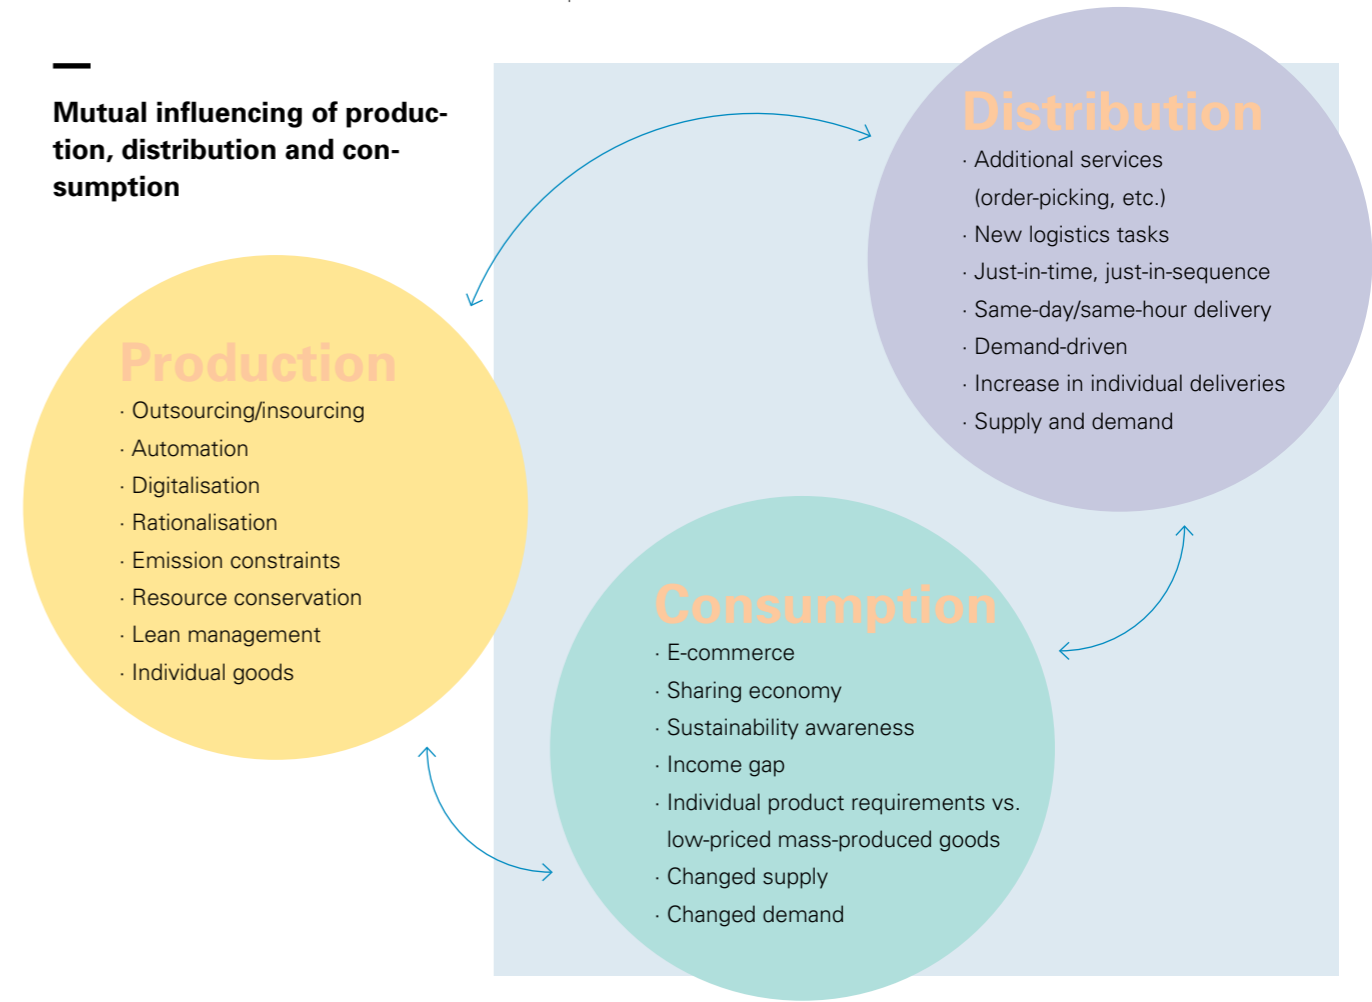 Mutual influencing of produc-
tion, distribution and con-
sumption
Production
· Outsourcing/insourcing
· Automation
· Digitalisation
· Rationalisation
· Emission constraints
· Resource conservation
· Lean management
· Individual goods
Distribution
· Additional services
(order-picking, etc.)
· New logistics tasks
· Just-in-time, just-in-sequence
· Same-day/same-hour delivery
· Demand-driven
· Increase in individual deliveries
· Supply and demand
Consumption
· E-commerce
· Sharing economy
· Sustainability awareness
· Income gap
· Individual product requirements vs.
low-priced mass-produced goods
· Changed supply
· Changed demand